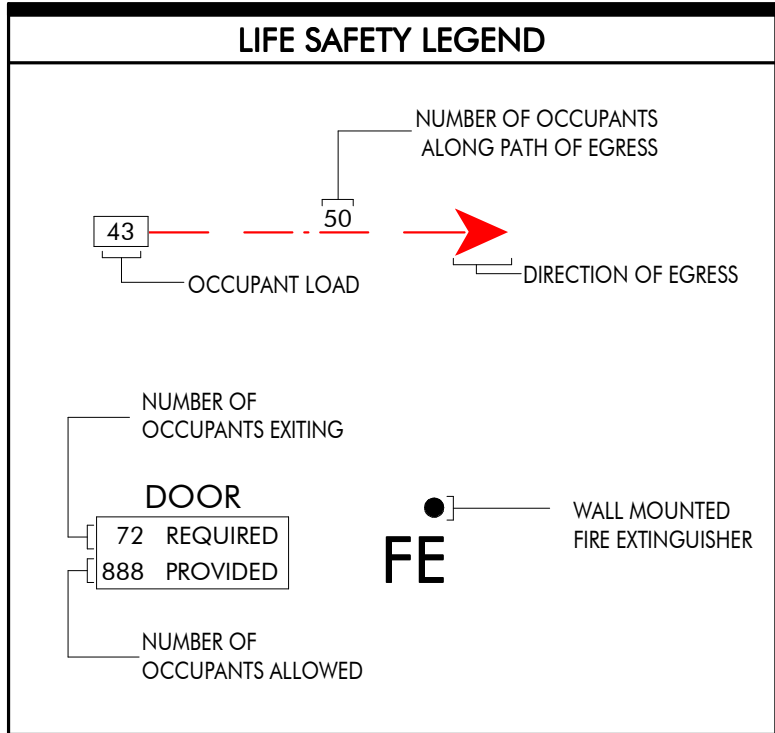 LIFE SAFETY LEGEND
NUMBER OF OCCUPANTS
ALONG PATH OF EGRESS
50
43
OCCUPANT LOAD
DIRECTION OF EGRESS
NUMBER OF
OCCUPANTS EXITING
DOOR
72 REQUIRED
888 PROVIDED
NUMBER OF
OCCUPANTS ALLOWED
FE
WALL MOUNTED
FIRE EXTINGUISHER